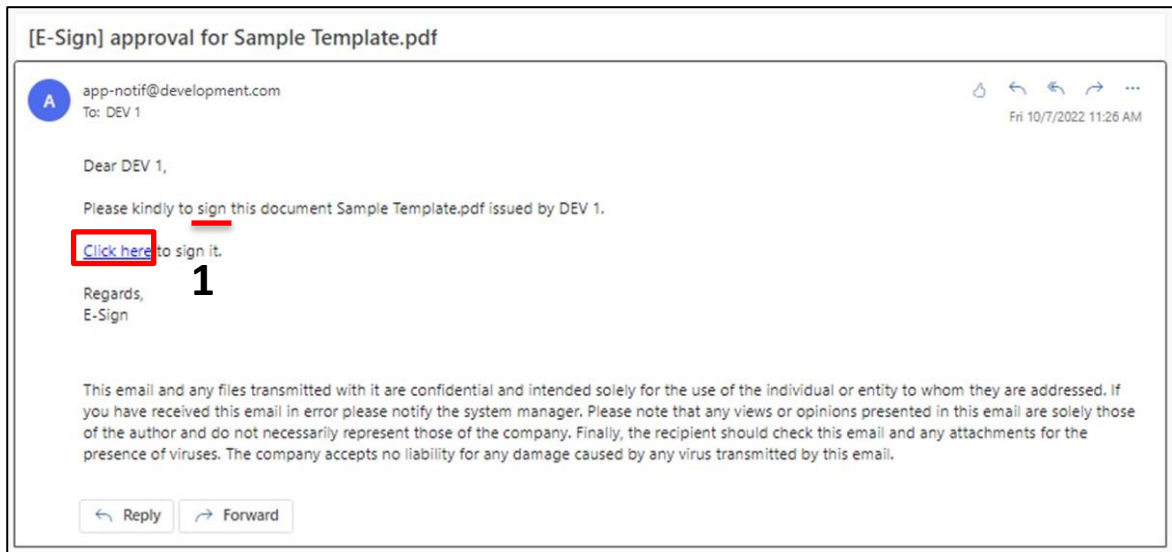 [E-Sign] approval for Sample Template.pdf
A
app-notif@development.com
To: DEV 1
Fri 10/7/2022 11:26 AM
Dear DEV 1,
Please kindly to sign this document Sample Template.pdf issued by DEV 1.
Click here to sign it.
1
Regards,
E-Sign
This email and any files transmitted with it are confidential and intended solely for the use of the individual or entity to whom they are addressed. If
you have received this email in error please notify the system manager. Please note that any views or opinions presented in this email are solely those
of the author and do not necessarily represent those of the company. Finally, the recipient should check this email and any attachments for the
presence of viruses. The company accepts no liability for any damage caused by any virus transmitted by this email.
Reply
Forward